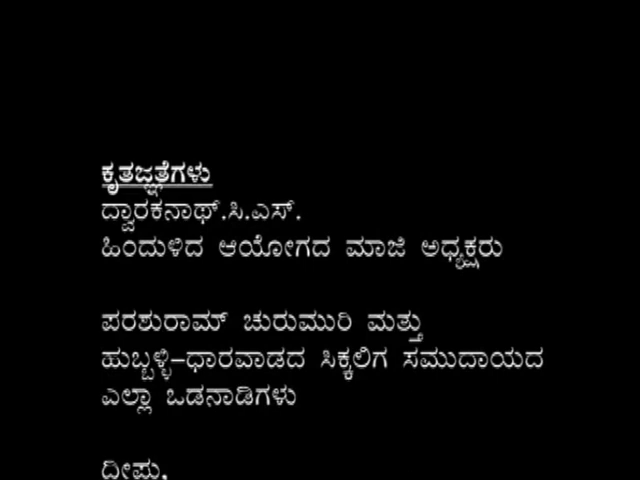 ಕೃತಜ್ಞತೆಗಳು
ದ್ವಾರಕನಾಥ್.ಸಿ.ಎಸ್.
ಹಿಂದುಳಿದ ಆಯೋಗದ ಮಾಜಿ ಅಧ್ಯಕ್ಷರು
ಪರಶುರಾಮ್ ಚುರುಮುರಿ ಮತ್ತು
ಹುಬ್ಬಳ್ಳಿ–ಧಾರವಾಡದ ಸಿಕ್ಕಲಿಗ ಸಮುದಾಯದ
ಎಲ್ಲಾ ಒಡನಾಡಿಗಳು
ದೀಪು,